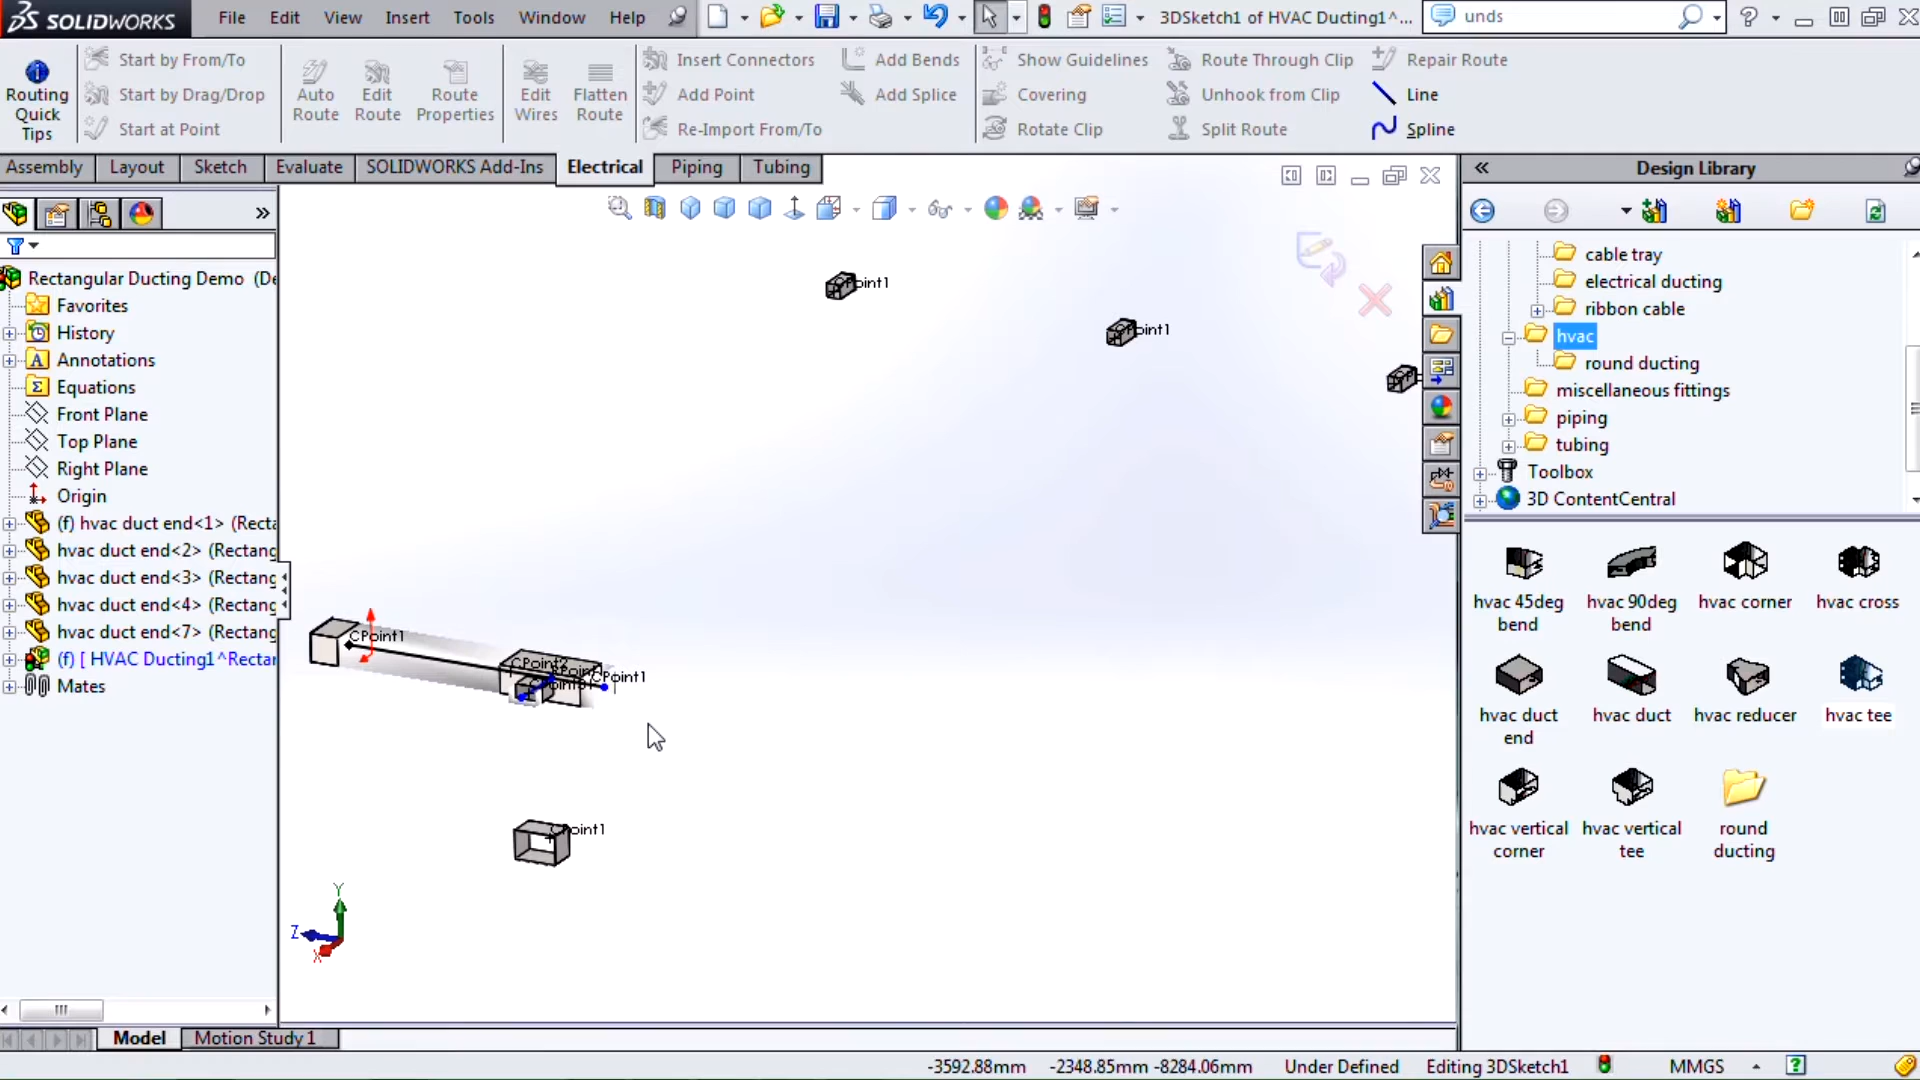 SOLIDWORKS File Edit View Insert Tools Window Help 3DSketch1 of HVAC Ducting1^... unds
Start by From/To
Start by Drag/Drop
Start at Point
Routing
Quick
Tips
Auto
Route
Edit
Route
Route
Properties
Edit
Wires
Flatten
Route
Insert Connectors
Add Point
Re-Import From/To
Add Bends
Add Splice
Show Guidelines
Covering
Rotate Clip
Route Through Clip
Unhook from Clip
Split Route
Repair Route
Line
Spline
Assembly Layout Sketch Evaluate SOLIDWORKS Add-Ins Electrical Piping Tubing
Rectangular Ducting Demo (De
Favorites
History
Annotations
Equations
Front Plane
Top Plane
Right Plane
Origin
(f) hvac duct end<1> (Recta
hvac duct end<2> (Rectang
hvac duct end<3> (Rectang
hvac duct end<4> (Rectang
hvac duct end<7> (Rectang
(f) [ HVAC Ducting1^Rectar
Mates
CPoint1
CPoint1
CPoint1
CPoint2
CPoint1
CPoint1
Y
Z
X
Design Library
cable tray
electrical ducting
ribbon cable
hvac
round ducting
miscellaneous fittings
piping
tubing
Toolbox
3D ContentCentral
hvac 45deg
bend
hvac 90deg
bend
hvac corner
hvac cross
hvac duct
end
hvac duct
hvac reducer
hvac tee
hvac vertical
corner
hvac vertical
tee
round
ducting
Model Motion Study 1
-3592.88mm -2348.85mm -8284.06mm Under Defined Editing 3DSketch1 MMGS